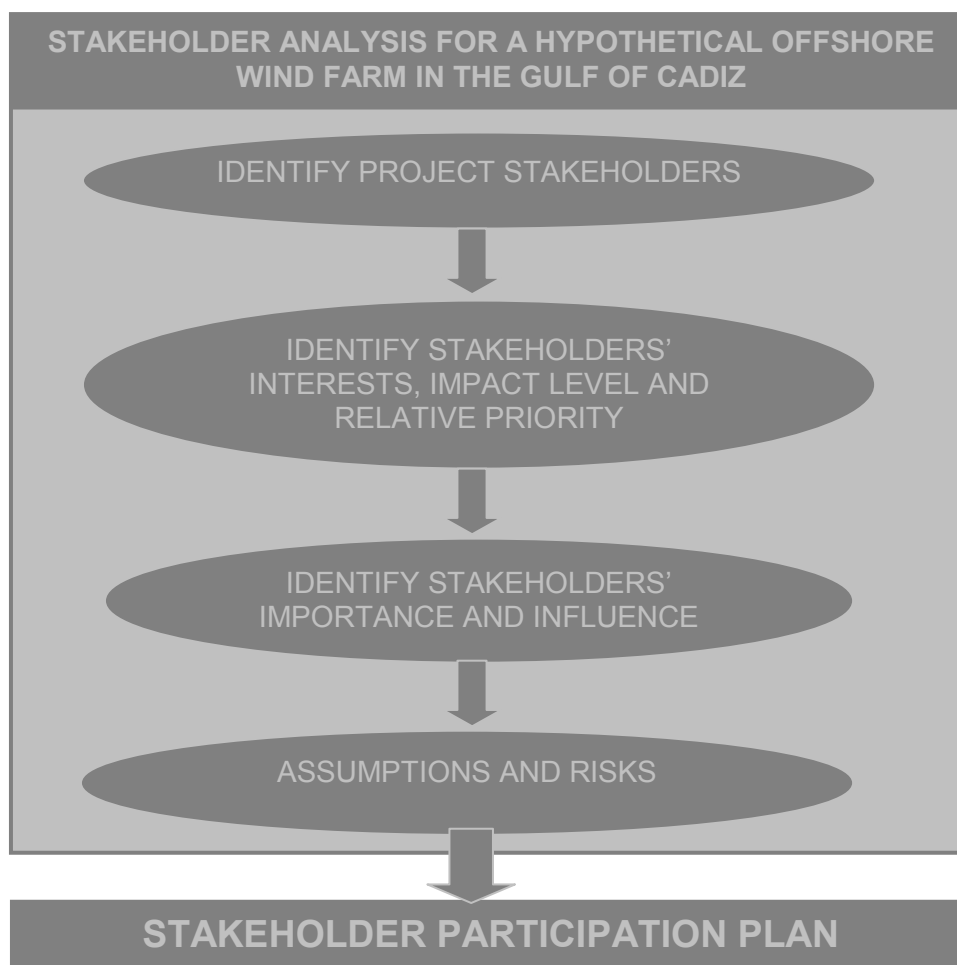 STAKEHOLDER ANALYSIS FOR A HYPOTHETICAL OFFSHORE
WIND FARM IN THE GULF OF CADIZ
IDENTIFY PROJECT STAKEHOLDERS
IDENTIFY STAKEHOLDERS’
INTERESTS, IMPACT LEVEL AND
RELATIVE PRIORITY
IDENTIFY STAKEHOLDERS’
IMPORTANCE AND INFLUENCE
ASSUMPTIONS AND RISKS
STAKEHOLDER PARTICIPATION PLAN